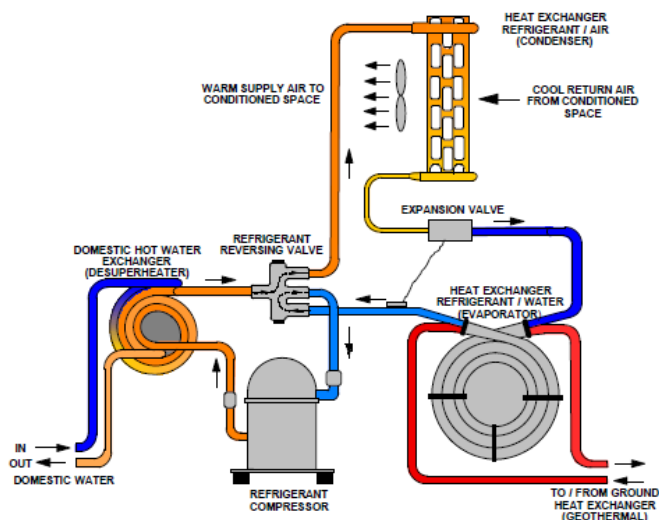 HEAT EXCHANGER
REFRIGERANT / AIR
(CONDENSER)
WARM SUPPLY AIR TO
CONDITIONED SPACE
COOL RETURN AIR
FROM CONDITIONED
SPACE
EXPANSION VALVE
REFRIGERANT
REVERSING VALVE
DOMESTIC HOT WATER
EXCHANGER
(DESUPERHEATER)
HEAT EXCHANGER
REFRIGERANT / WATER
(EVAPORATOR)
IN
OUT
DOMESTIC WATER
REFRIGERANT
COMPRESSOR
TO / FROM GROUND
HEAT EXCHANGER
(GEOTHERMAL)